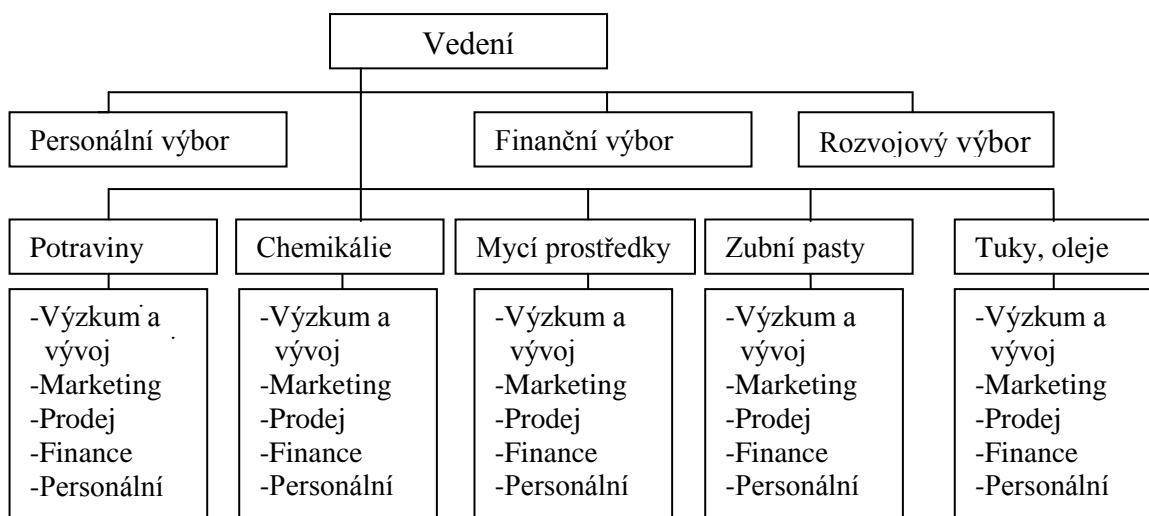 Vedení
Personální výbor
Finanční výbor
Rozvojový výbor
Potraviny
Chemikálie
Mycí prostředky
Zubní pasty
Tuky, oleje
-Výzkum a
vývoj
-Marketing
-Prodej
-Finance
-Personální
-Výzkum a
vývoj
-Marketing
-Prodej
-Finance
-Personální
-Výzkum a
vývoj
-Marketing
-Prodej
-Finance
-Personální
-Výzkum a
vývoj
-Marketing
-Prodej
-Finance
-Personální
-Výzkum a
vývoj
-Marketing
-Prodej
-Finance
-Personální